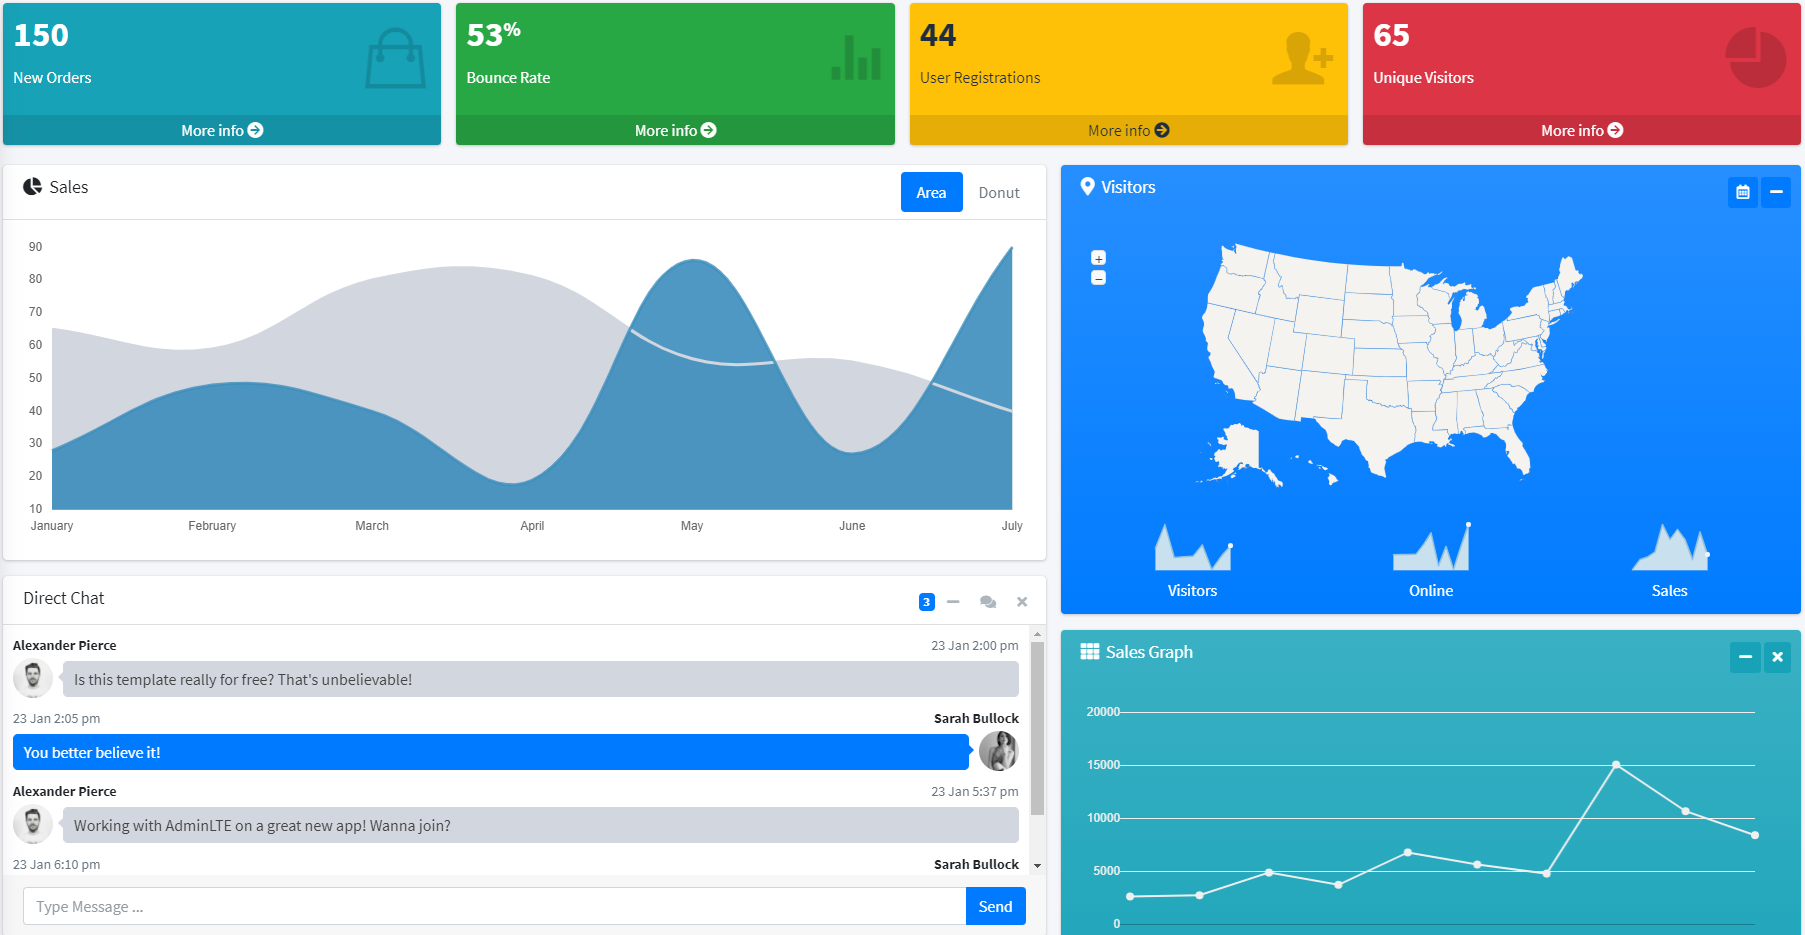 150
New Orders
More info
53%
Bounce Rate
More info
44
User Registrations
More info
65
Unique Visitors
More info
Sales
Area
Donut
90
80
70
60
50
40
30
20
10
January February March April May June July
Visitors
+
−
Visitors
Online
Sales
Direct Chat
3
Alexander Pierce 23 Jan 2:00 pm
Is this template really for free? That's unbelievable!
23 Jan 2:05 pm Sarah Bullock
You better believe it!
Alexander Pierce 23 Jan 5:37 pm
Working with AdminLTE on a great new app! Wanna join?
23 Jan 6:10 pm Sarah Bullock
Type Message ...
Send
Sales Graph
20000
15000
10000
5000
0